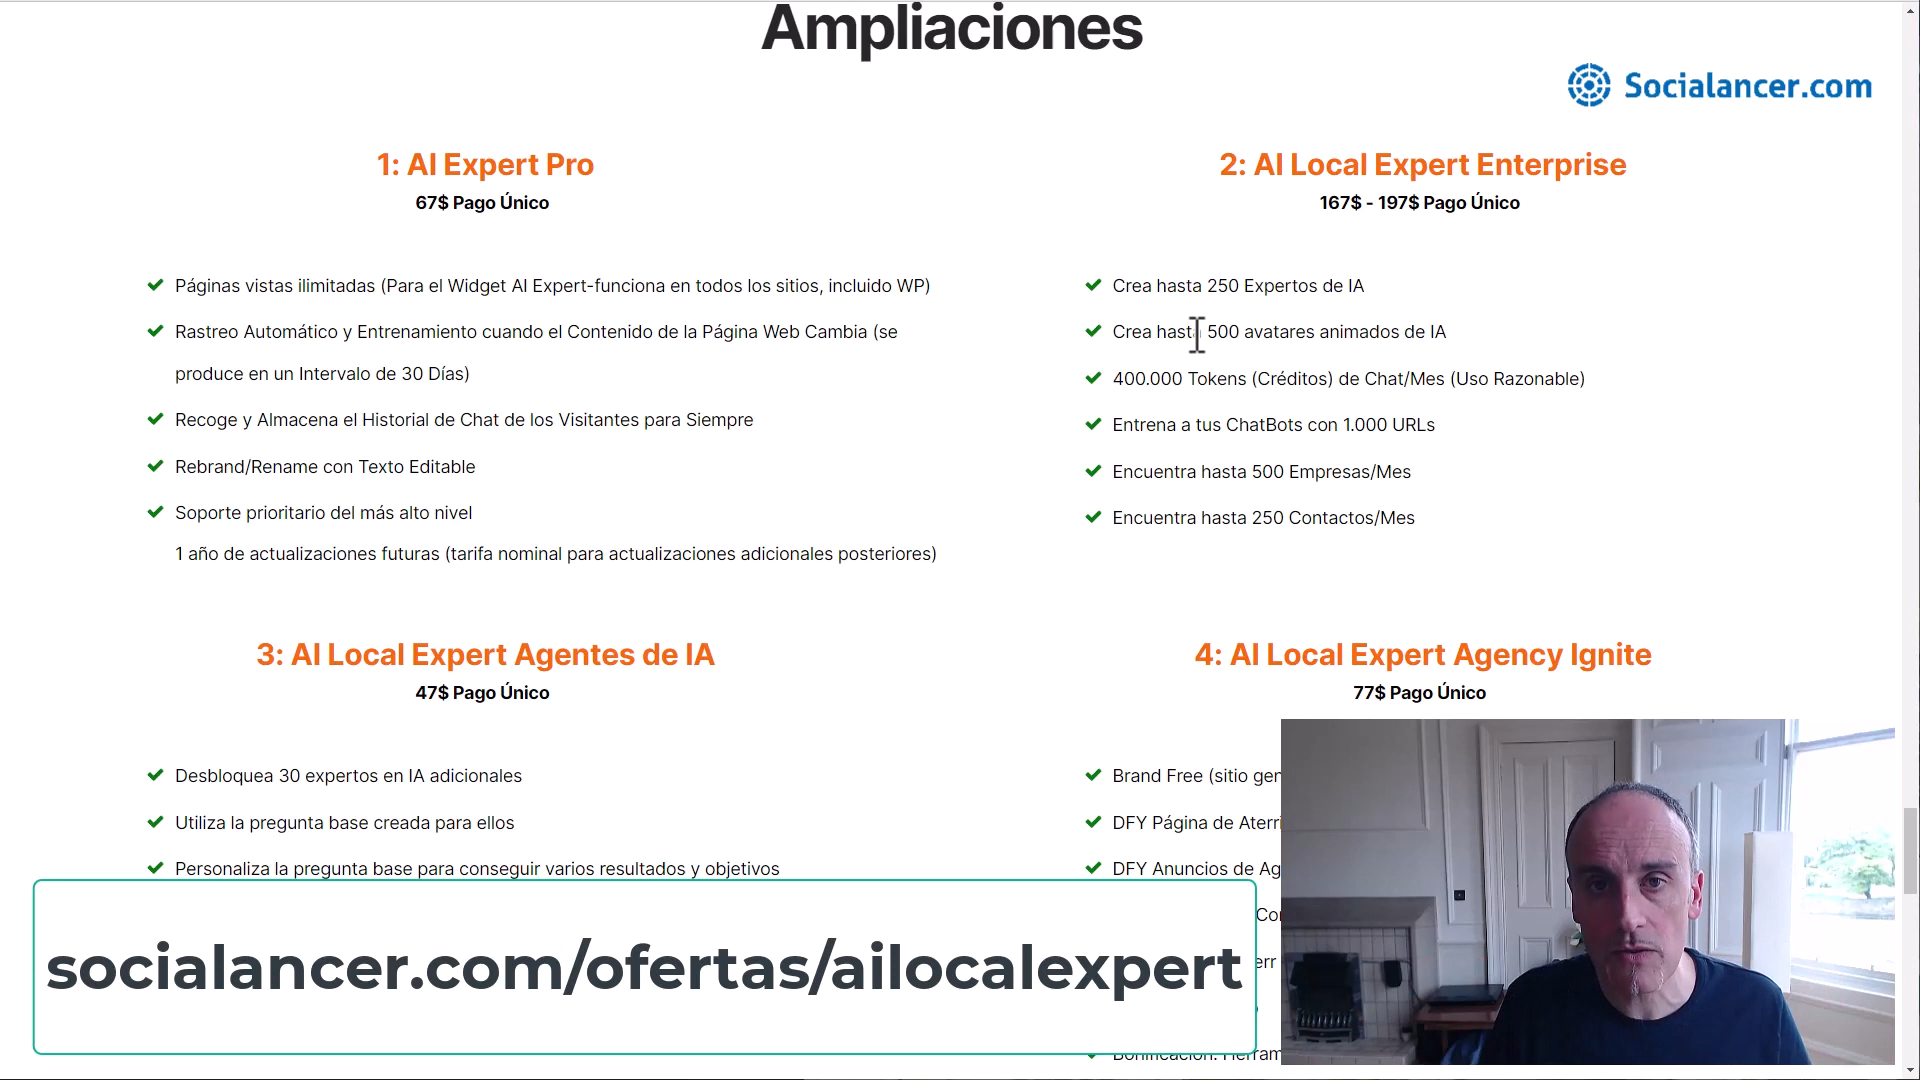 Ampliaciones
Socialancer.com
1: AI Expert Pro
67$ Pago Único
Páginas vistas ilimitadas (Para el Widget AI Expert-funciona en todos los sitios, incluido WP)
Rastreo Automático y Entrenamiento cuando el Contenido de la Página Web Cambia (se
produce en un Intervalo de 30 Días)
Recoge y Almacena el Historial de Chat de los Visitantes para Siempre
Rebrand/Rename con Texto Editable
Soporte prioritario del más alto nivel
1 año de actualizaciones futuras (tarifa nominal para actualizaciones adicionales posteriores)
2: AI Local Expert Enterprise
167$ - 197$ Pago Único
Crea hasta 250 Expertos de IA
Crea hasta 500 avatares animados de IA
400.000 Tokens (Créditos) de Chat/Mes (Uso Razonable)
Entrena a tus ChatBots con 1.000 URLs
Encuentra hasta 500 Empresas/Mes
Encuentra hasta 250 Contactos/Mes
3: AI Local Expert Agentes de IA
47$ Pago Único
Desbloquea 30 expertos en IA adicionales
Utiliza la pregunta base creada para ellos
Personaliza la pregunta base para conseguir varios resultados y objetivos
4: AI Local Expert Agency Ignite
77$ Pago Único
Brand Free (sitio
DFY Página de
DFY Anuncios de
Bonificación:
socialancer.com/ofertas/ailocalexpert